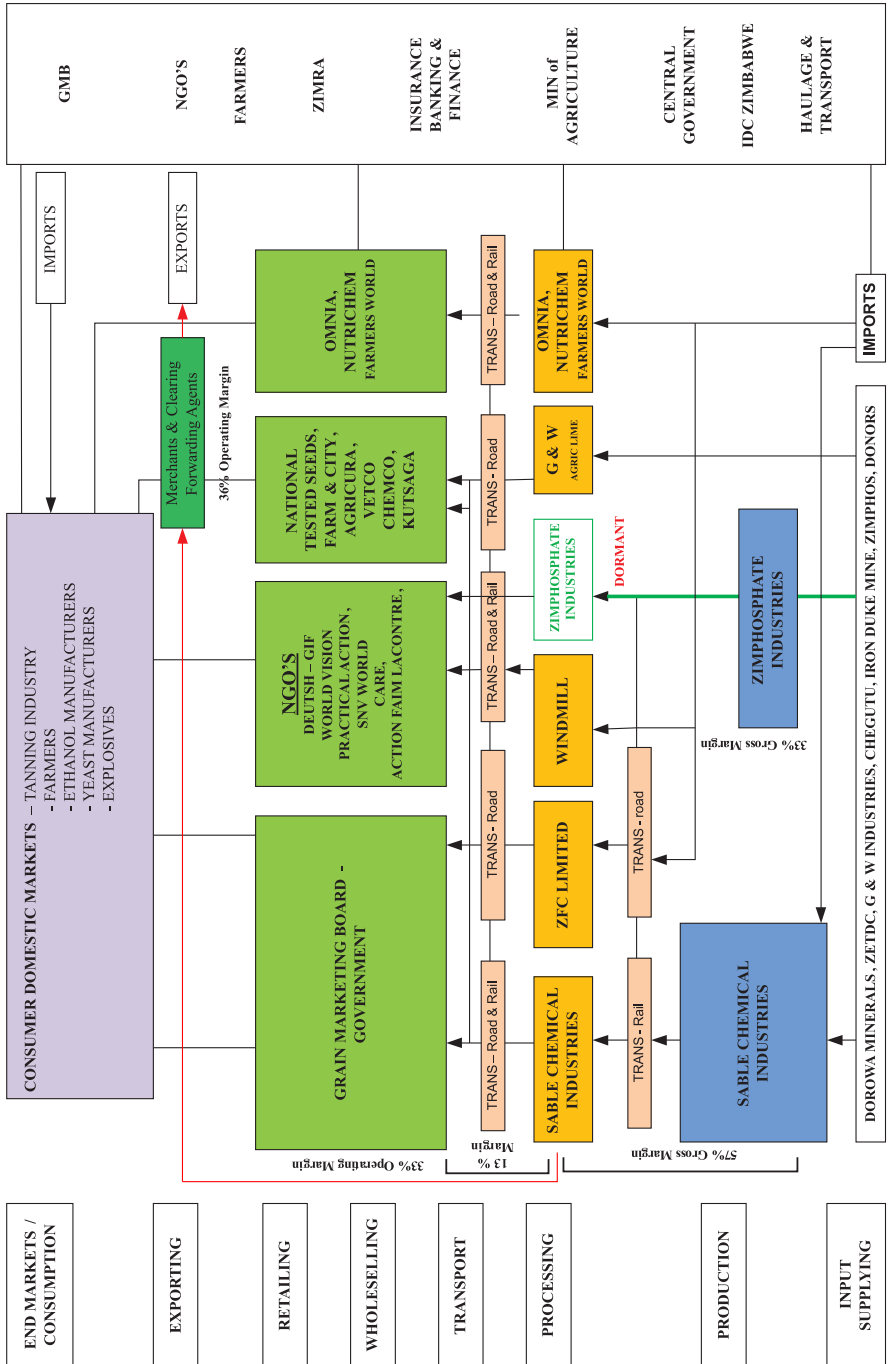 END MARKETS /
CONSUMPTION
EXPORTING
RETAILING
WHOLESELLING
TRANSPORT
PROCESSING
PRODUCTION
INPUT
SUPPLYING
CONSUMER DOMESTIC MARKETS – TANNING INDUSTRY
- FARMERS
- ETHANOL MANUFACTURERS
- YEAST MANUFACTURERS
- EXPLOSIVES
IMPORTS
Merchants & Clearing
Forwarding Agents
EXPORTS
36% Operating Margin
33% Operating Margin
GRAIN MARKETING BOARD -
GOVERNMENT
NGO'S
DEUTSH – GIF
WORLD VISION
PRACTICAL ACTION,
SNV WORLD
CARE,
ACTION FAIM LACONTRE,
NATIONAL
TESTED SEEDS,
FARM & CITY,
AGRICURA,
VETCO
CHEMCO,
KUTSAGA
OMNIA,
NUTRICHEM
FARMERS WORLD
13 %
Margin
TRANS – Road & Rail
TRANS - Road
TRANS – Road & Rail
TRANS - Road
TRANS – Road & Rail
SABLE CHEMICAL
INDUSTRIES
ZFC LIMITED
WINDMILL
ZIMPHOSPHATE
INDUSTRIES
G & W
AGRIC LIME
OMNIA,
NUTRICHEM
FARMERS WORLD
DORMANT
TRANS - Rail
TRANS - road
57% Gross Margin
SABLE CHEMICAL
INDUSTRIES
33% Gross Margin
ZIMPHOSPHATE
INDUSTRIES
DOROWA MINERALS , ZETDC, G & W INDUSTRIES, CHEGUTU, IRON DUKE MINE, ZIMPHOS, DONORS
IMPORTS
GMB
NGO'S
FARMERS
ZIMRA
INSURANCE
BANKING &
FINANCE
MIN of
AGRICULTURE
CENTRAL
GOVERNMENT
IDC ZIMBABWE
HAULAGE &
TRANSPORT